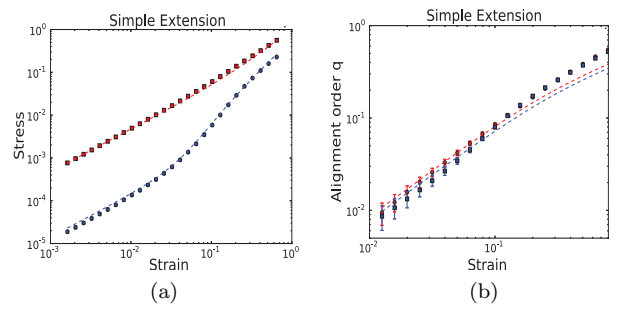 Simple Extension
Stress
10^0
10^-1
10^-2
10^-3
10^-4
10^-5
10^-3
10^-2
10^-1
10^0
Strain
(a)
Simple Extension
Alignment order q
10^0
10^-1
10^-2
10^-2
10^-1
Strain
(b)